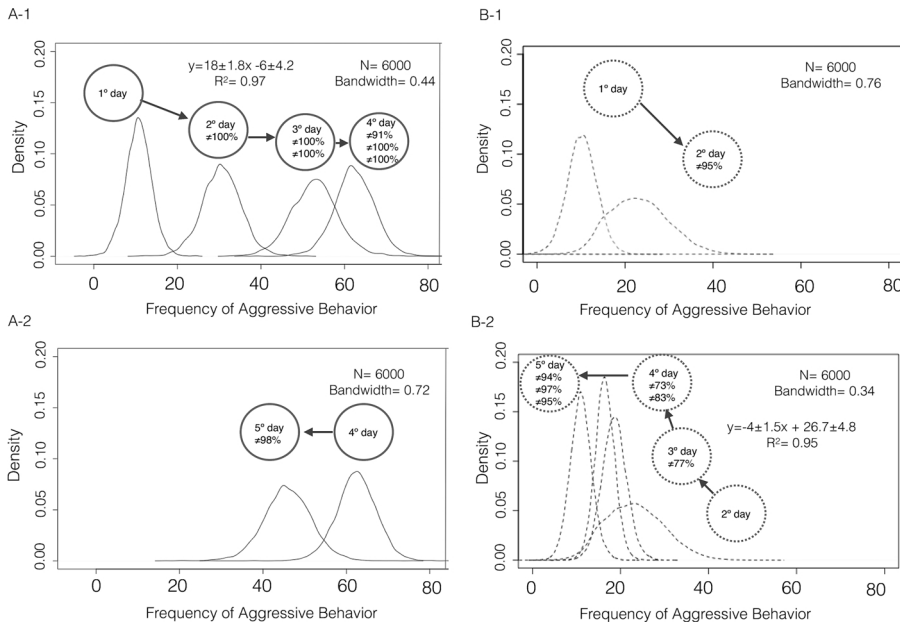 A-1
0.20
0.15
0.10
0.05
0.00
Density
y=18±1.8x -6±4.2
R²= 0.97
N= 6000
Bandwidth= 0.44
1º day
2º day
≠100%
3º day
≠100%
≠100%
4º day
≠91%
≠100%
≠100%
0 20 40 60 80
Frequency of Aggressive Behavior
B-1
0.20
0.15
0.10
0.05
0.00
Density
N= 6000
Bandwidth= 0.76
1º day
2º day
≠95%
0 20 40 60 80
Frequency of Aggressive Behavior
A-2
0.20
0.15
0.10
0.05
0.00
Density
N= 6000
Bandwidth= 0.72
5º day
≠98%
4º day
0 20 40 60 80
Frequency of Aggressive Behavior
B-2
0.20
0.15
0.10
0.05
0.00
Density
5º day
≠94%
≠97%
≠95%
4º day
≠73%
≠83%
N= 6000
Bandwidth= 0.34
y=-4±1.5x + 26.7±4.8
R²= 0.95
3º day
≠77%
2º day
0 20 40 60 80
Frequency of Aggressive Behavior